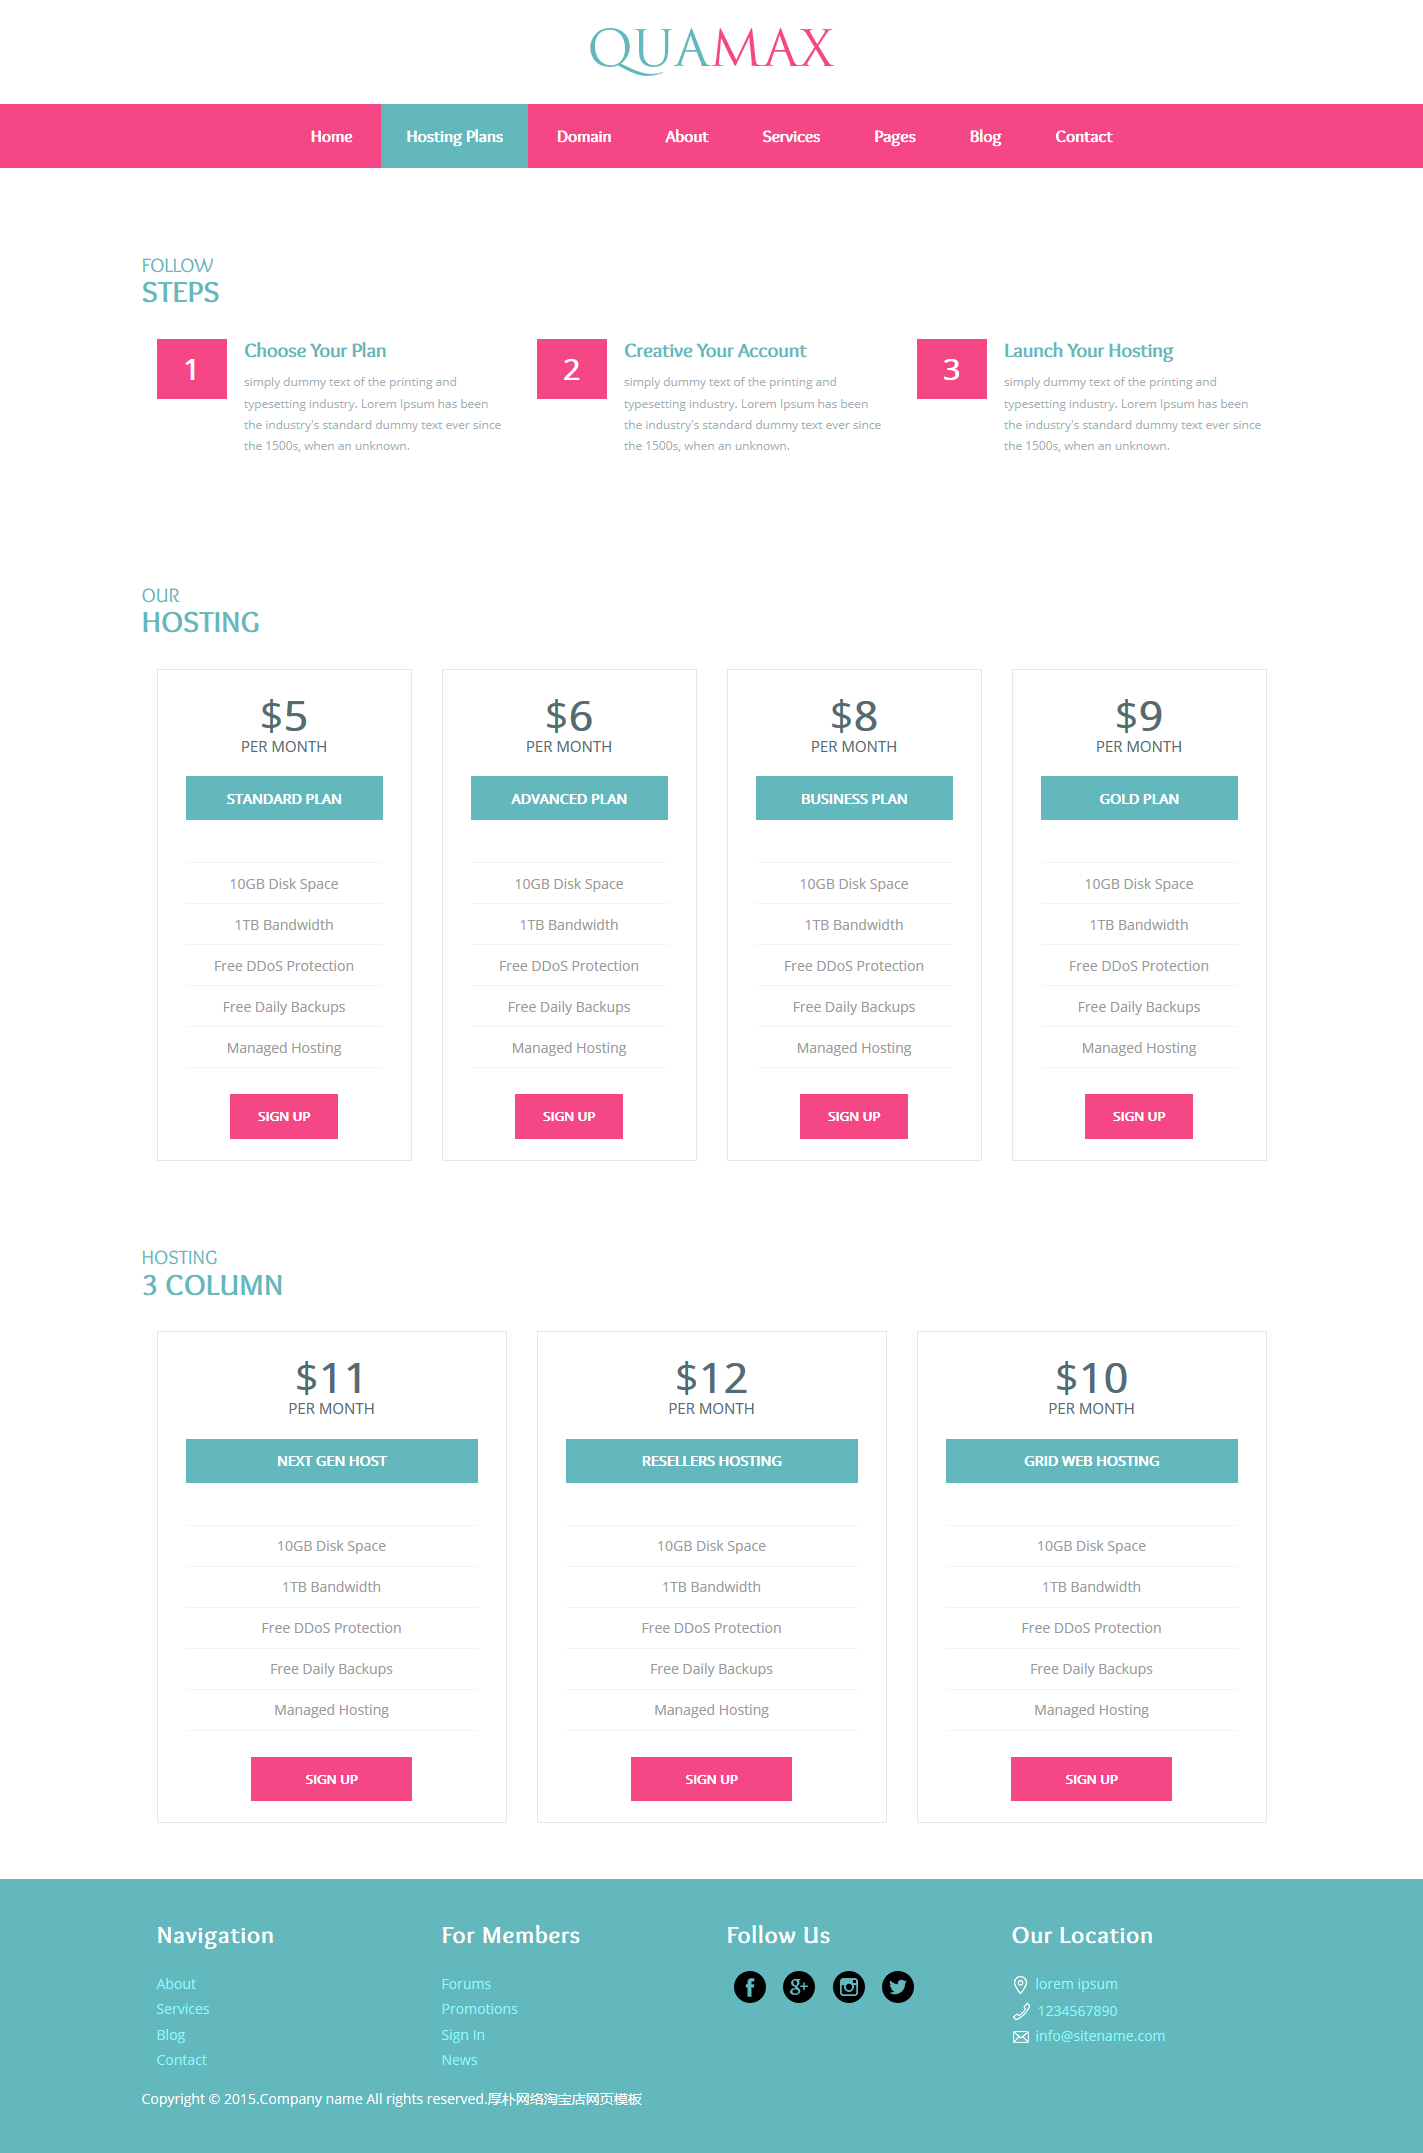 QUAMAX
Home Hosting Plans Domain About Services Pages Blog Contact
FOLLOW
STEPS
1
Choose Your Plan
simply dummy text of the printing and
typesetting industry. Lorem Ipsum has been
the industry's standard dummy text ever since
the 1500s, when an unknown.
2
Creative Your Account
simply dummy text of the printing and
typesetting industry. Lorem Ipsum has been
the industry's standard dummy text ever since
the 1500s, when an unknown.
3
Launch Your Hosting
simply dummy text of the printing and
typesetting industry. Lorem Ipsum has been
the industry's standard dummy text ever since
the 1500s, when an unknown.
OUR
HOSTING
$5
PER MONTH
STANDARD PLAN
10GB Disk Space
1TB Bandwidth
Free DDoS Protection
Free Daily Backups
Managed Hosting
SIGN UP
$6
PER MONTH
ADVANCED PLAN
10GB Disk Space
1TB Bandwidth
Free DDoS Protection
Free Daily Backups
Managed Hosting
SIGN UP
$8
PER MONTH
BUSINESS PLAN
10GB Disk Space
1TB Bandwidth
Free DDoS Protection
Free Daily Backups
Managed Hosting
SIGN UP
$9
PER MONTH
GOLD PLAN
10GB Disk Space
1TB Bandwidth
Free DDoS Protection
Free Daily Backups
Managed Hosting
SIGN UP
HOSTING
3 COLUMN
$11
PER MONTH
NEXT GEN HOST
10GB Disk Space
1TB Bandwidth
Free DDoS Protection
Free Daily Backups
Managed Hosting
SIGN UP
$12
PER MONTH
RESELLERS HOSTING
10GB Disk Space
1TB Bandwidth
Free DDoS Protection
Free Daily Backups
Managed Hosting
SIGN UP
$10
PER MONTH
GRID WEB HOSTING
10GB Disk Space
1TB Bandwidth
Free DDoS Protection
Free Daily Backups
Managed Hosting
SIGN UP
Navigation
About
Services
Blog
Contact
For Members
Forums
Promotions
Sign In
News
Follow Us
Our Location
lorem ipsum
1234567890
info@sitename.com
Copyright © 2015.Company name All rights reserved.厚朴网络淘宝店网页模板